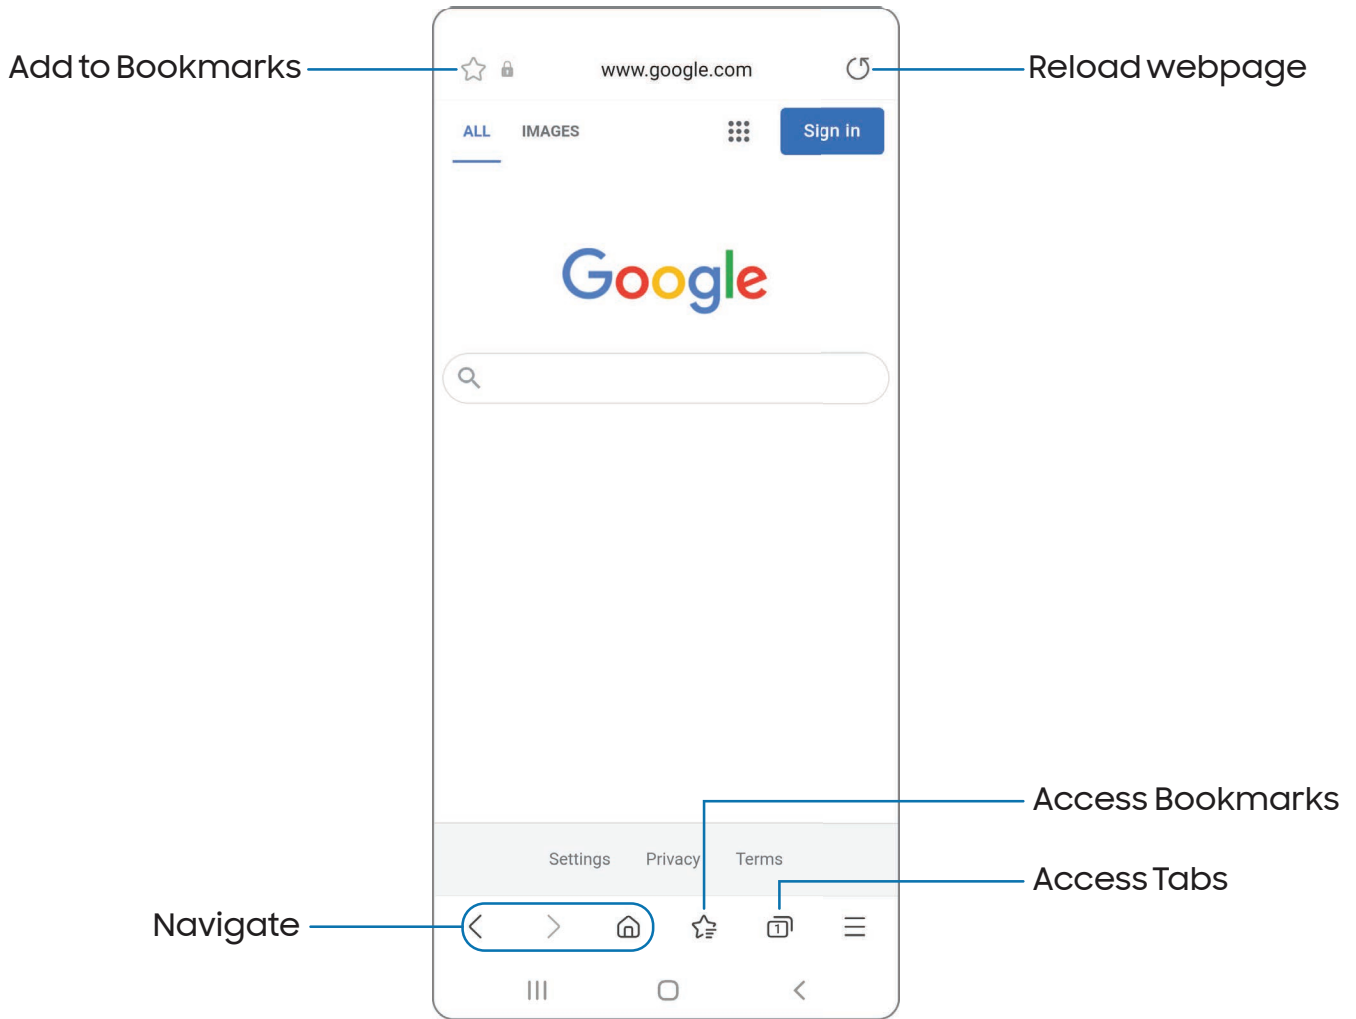 Add to Bookmarks
www.google.com
Reload webpage
ALL IMAGES
Sign in
Google
Access Bookmarks
Settings Privacy Terms
Access Tabs
Navigate
1